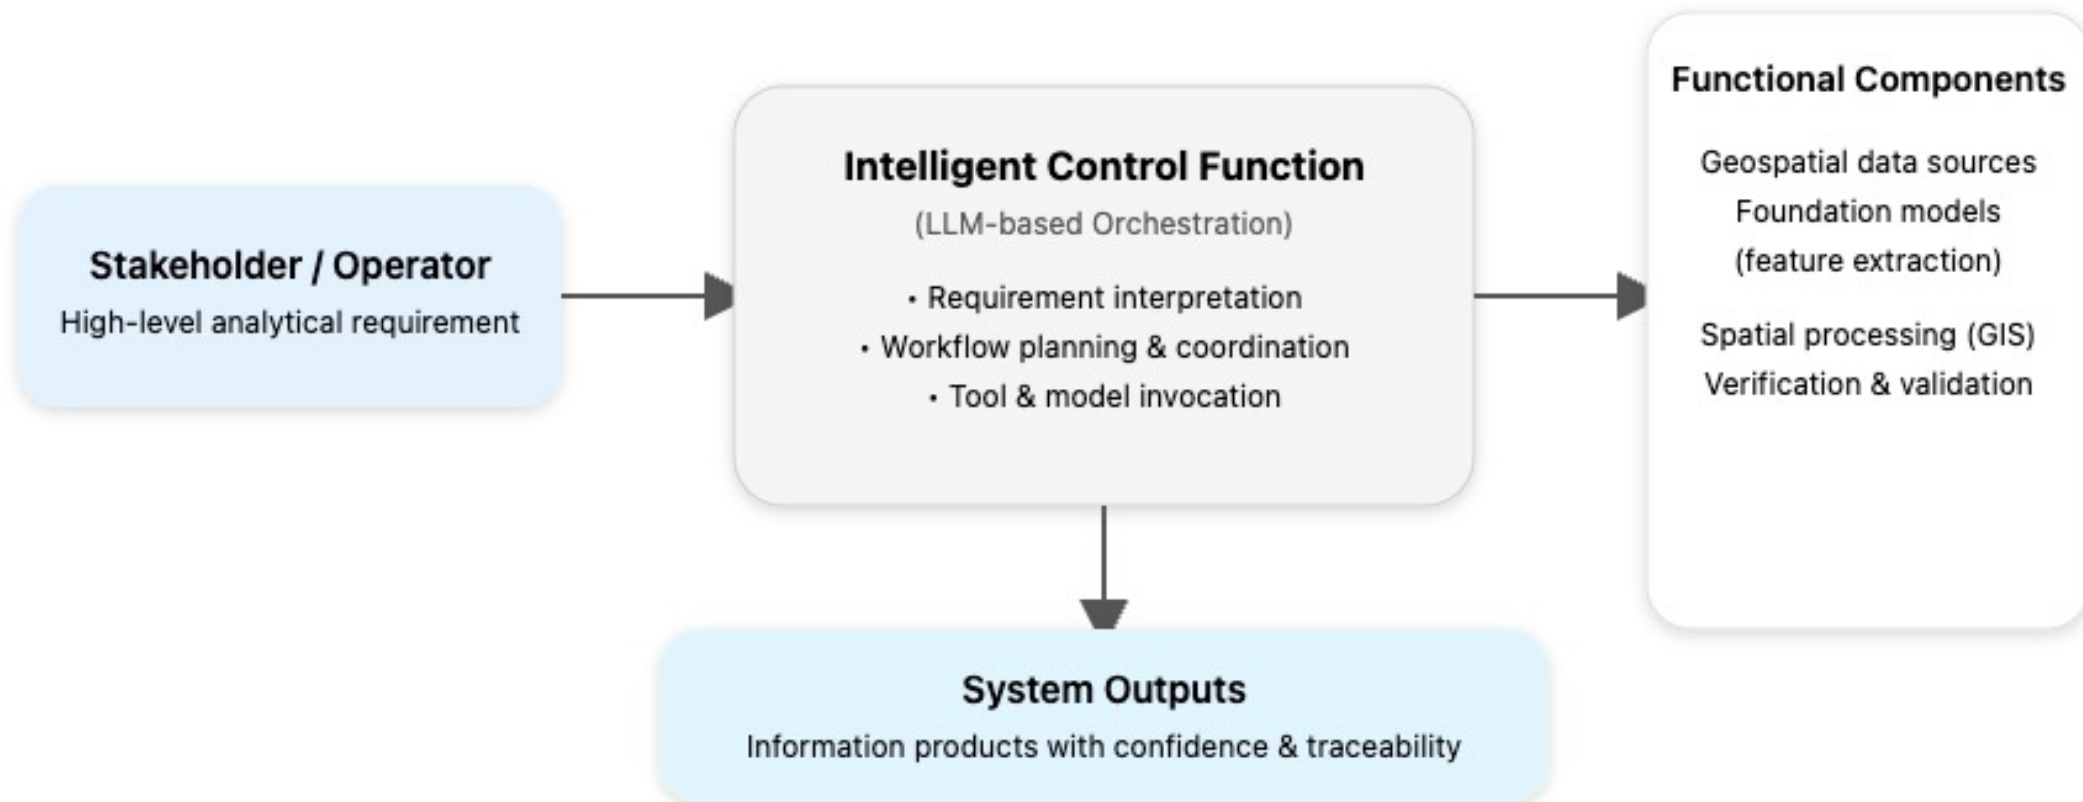 Stakeholder / Operator
High-level analytical requirement
Intelligent Control Function
(LLM-based Orchestration)
• Requirement interpretation
• Workflow planning & coordination
• Tool & model invocation
Functional Components
Geospatial data sources
Foundation models
(feature extraction)
Spatial processing (GIS)
Verification & validation
System Outputs
Information products with confidence & traceability